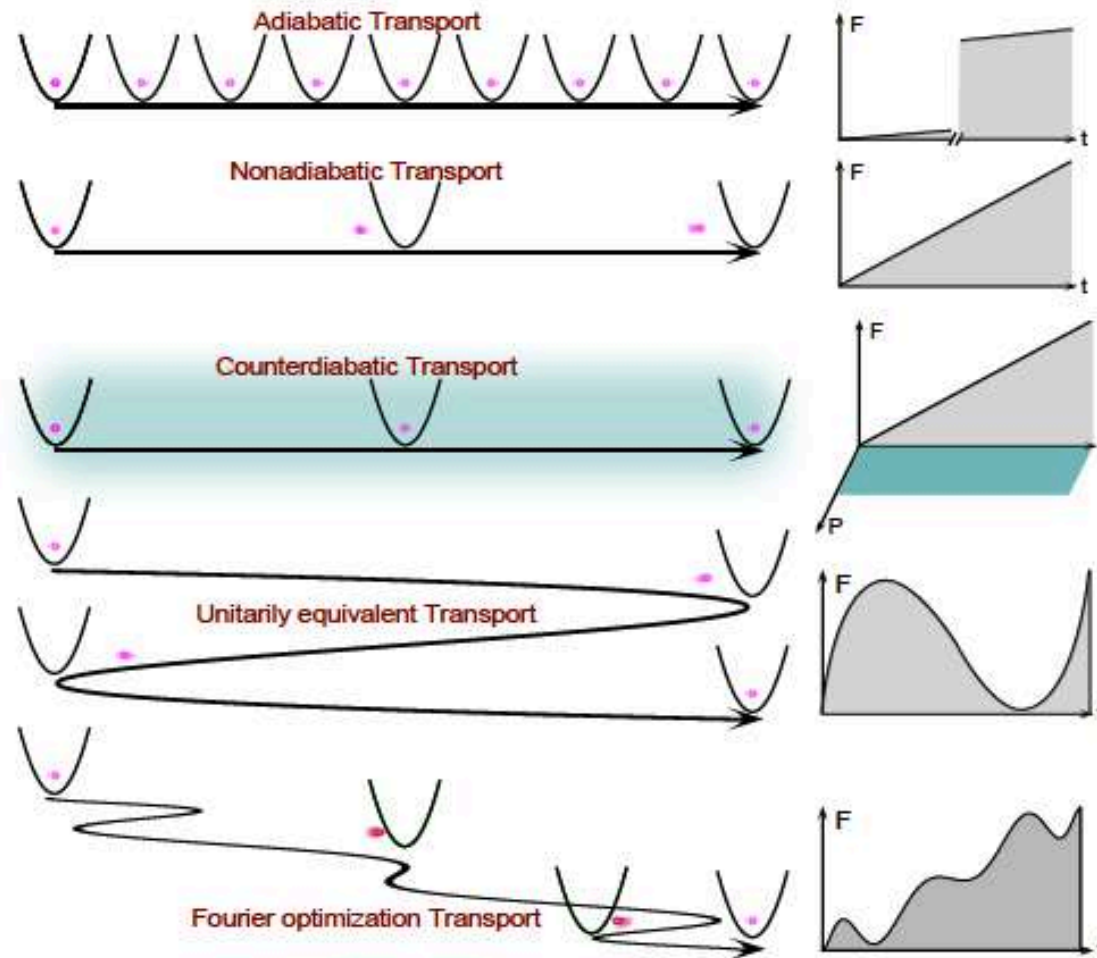 Adiabatic Transport
F
t
Nonadiabatic Transport
F
t
Counterdiabatic Transport
F
P
Unitarily equivalent Transport
F
Fourier optimization Transport
F